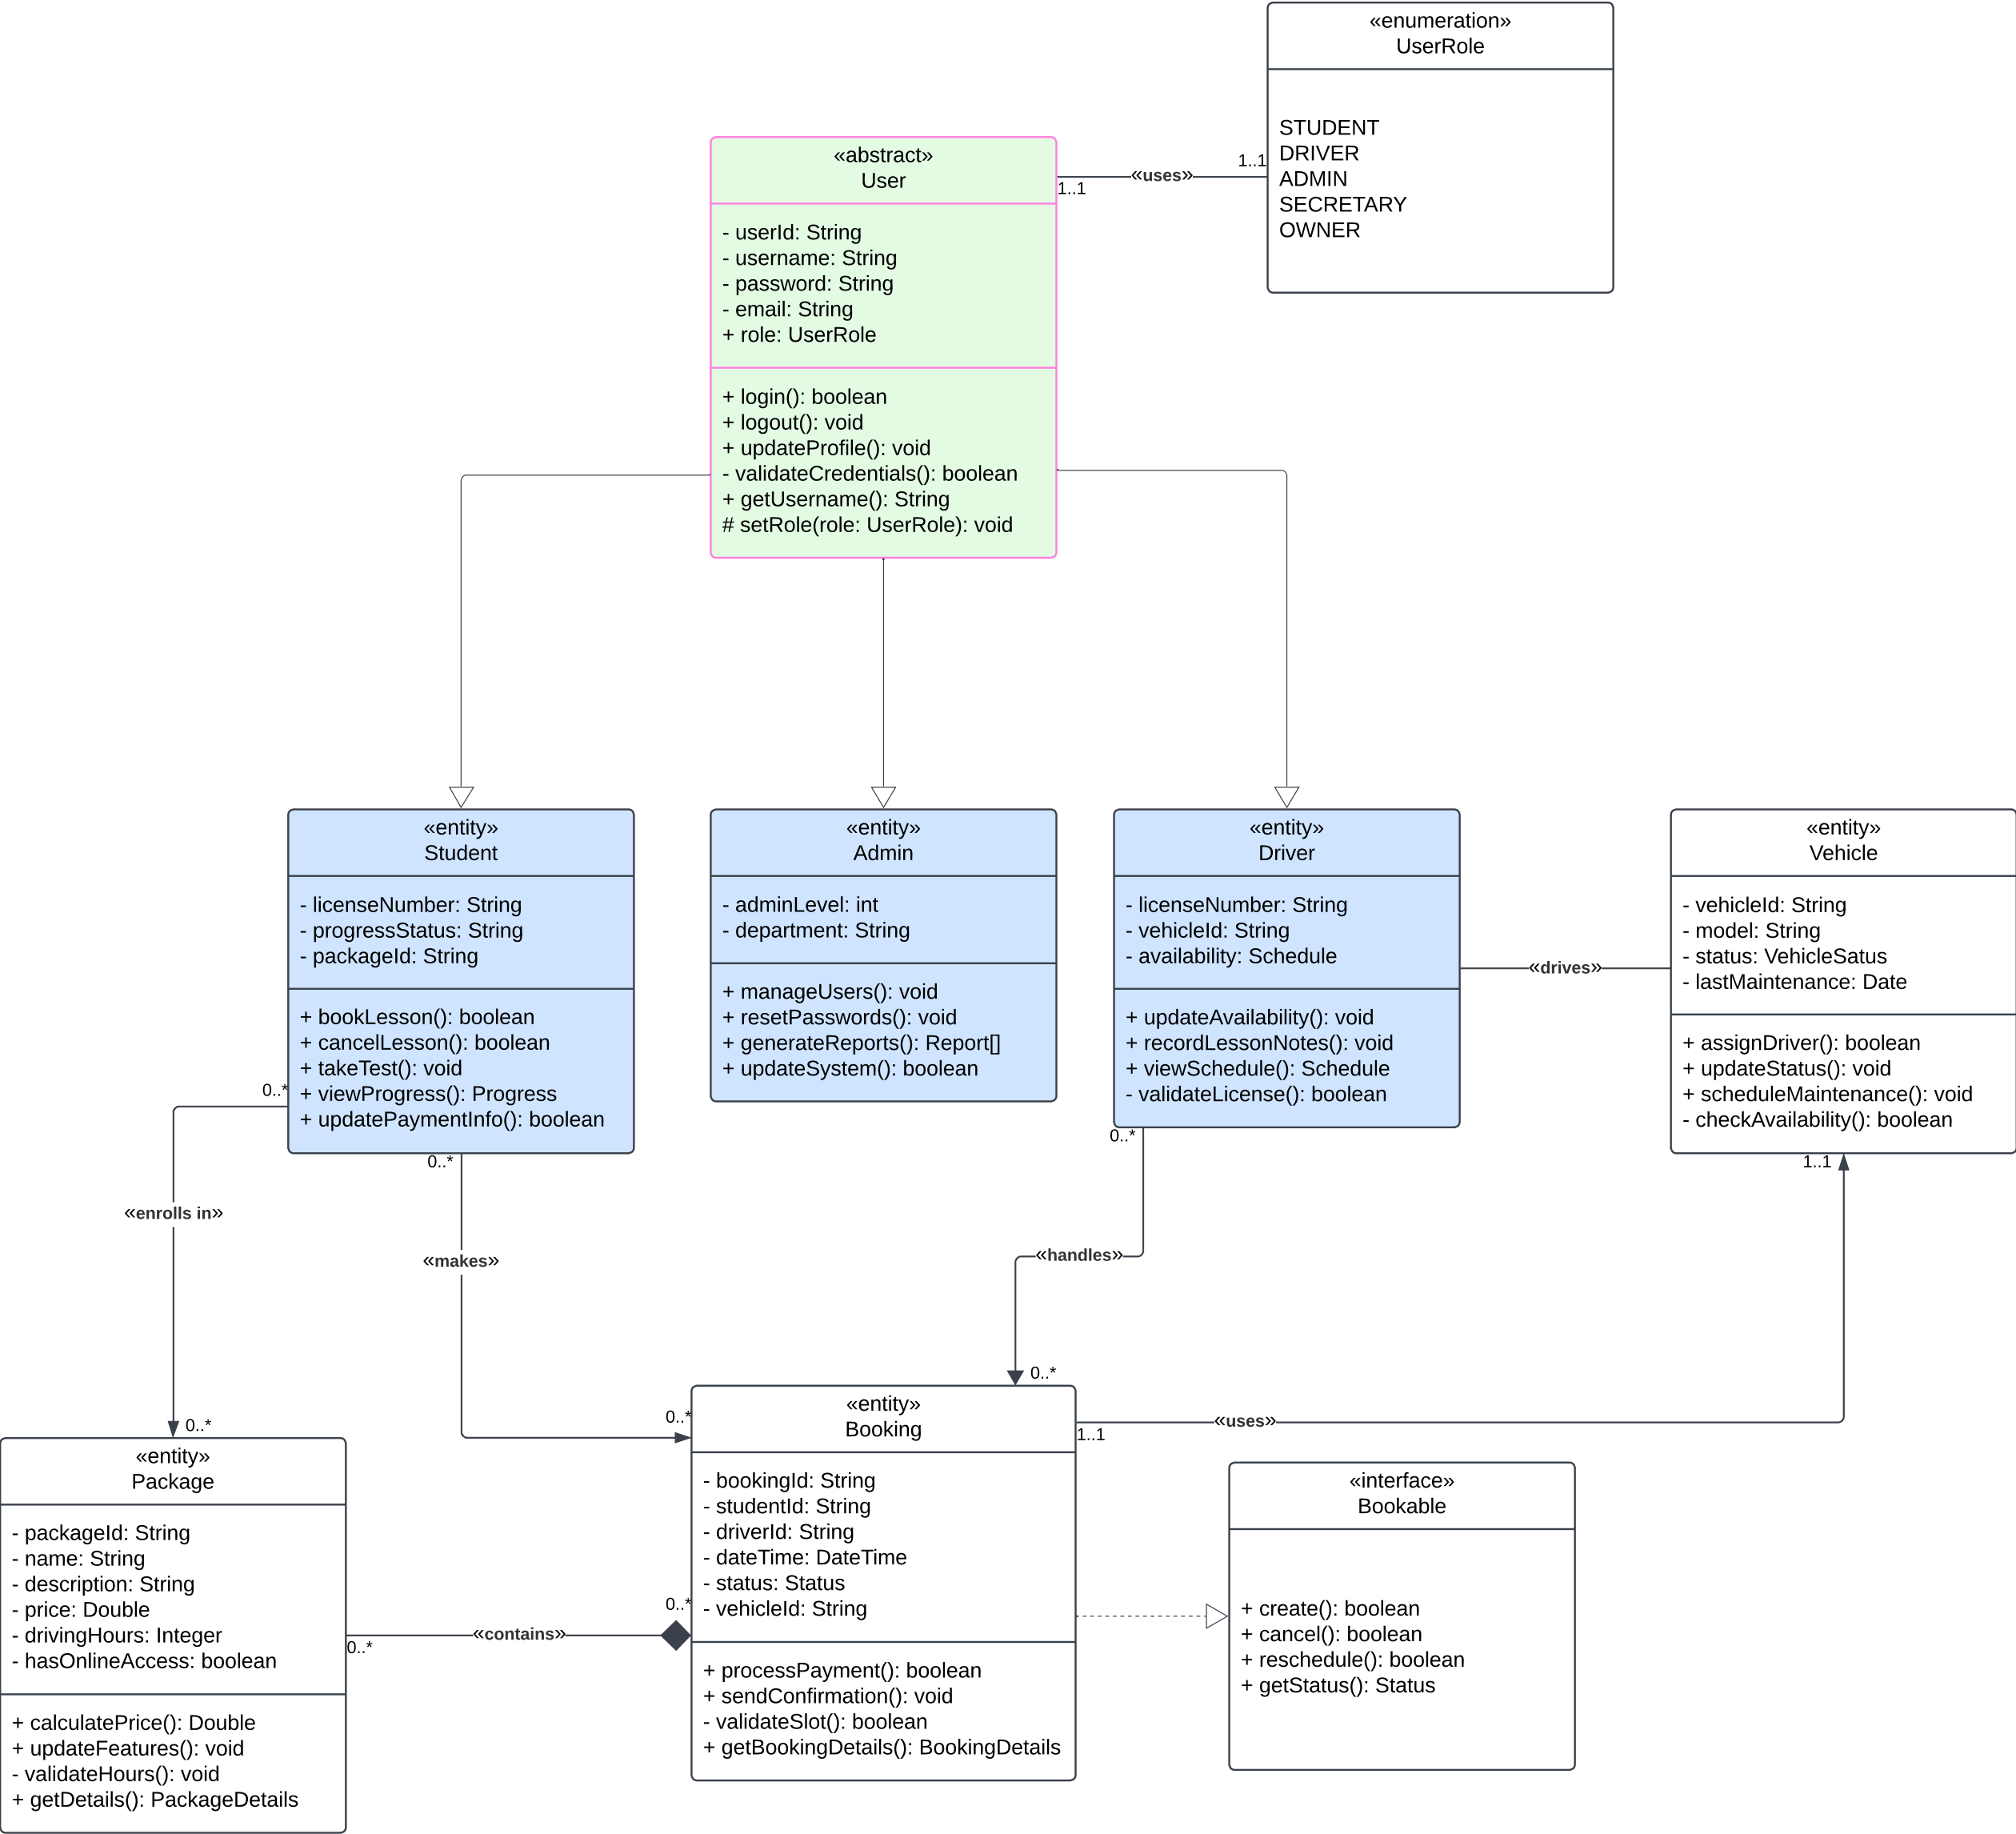 «enumeration»
UserRole
STUDENT
DRIVER
ADMIN
SECRETARY
OWNER
«abstract»
User
- userId: String
- username: String
- password: String
- email: String
+ role: UserRole
+ login(): boolean
+ logout(): void
+ updateProfile(): void
- validateCredentials(): boolean
+ getUsername(): String
# setRole(role: UserRole): void
1..1
«uses»
1..1
«entity»
Student
- licenseNumber: String
- progressStatus: String
- packageId: String
+ bookLesson(): boolean
+ cancelLesson(): boolean
+ takeTest(): void
+ viewProgress(): Progress
+ updatePaymentInfo(): boolean
«entity»
Admin
- adminLevel: int
- department: String
+ manageUsers(): void
+ resetPasswords(): void
+ generateReports(): Report[]
+ updateSystem(): boolean
«entity»
Driver
- licenseNumber: String
- vehicleId: String
- availability: Schedule
+ updateAvailability(): void
+ recordLessonNotes(): void
+ viewSchedule(): Schedule
- validateLicense(): boolean
«drives»
«entity»
Vehicle
- vehicleId: String
- model: String
- status: VehicleSatus
- lastMaintenance: Date
+ assignDriver(): boolean
+ updateStatus(): void
+ scheduleMaintenance(): void
- checkAvailability(): boolean
0..*
«enrolls in»
0..*
0..*
«makes»
0..*
0..*
«handles»
0..*
1..1
«uses»
1..1
«entity»
Package
- packageId: String
- name: String
- description: String
- price: Double
- drivingHours: Integer
- hasOnlineAccess: boolean
+ calculatePrice(): Double
+ updateFeatures(): void
- validateHours(): void
+ getDetails(): PackageDetails
0..*
«contains»
0..*
«entity»
Booking
- bookingId: String
- studentId: String
- driverId: String
- dateTime: DateTime
- status: Status
- vehicleId: String
+ processPayment(): boolean
+ sendConfirmation(): void
- validateSlot(): boolean
+ getBookingDetails(): BookingDetails
«interface»
Bookable
+ create(): boolean
+ cancel(): boolean
+ reschedule(): boolean
+ getStatus(): Status